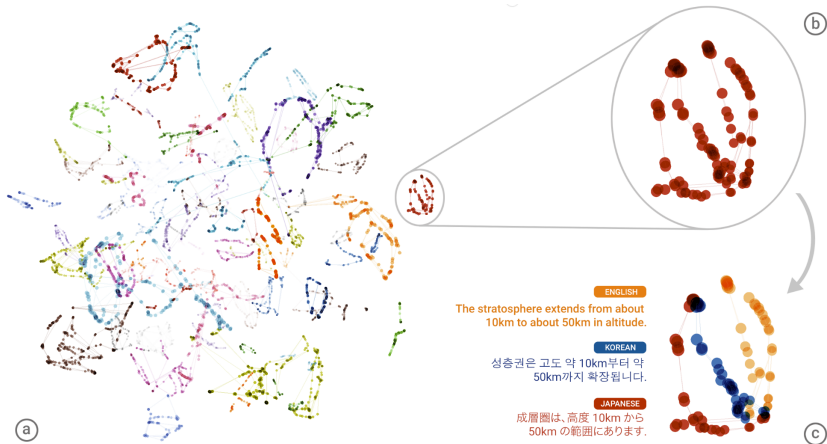 b
ENGLISH
The stratosphere extends from about
10km to about 50km in altitude.
KOREAN
성층권은 고도 약 10km부터 약
50km까지 확장됩니다.
JAPANESE
成層圏は、高度 10km から
50km の範囲にあります。
a
c